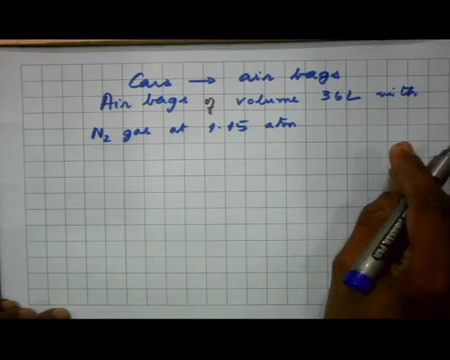 Cars → air bags
Air bags of volume 36L with
N₂ gas at 1.15 atm